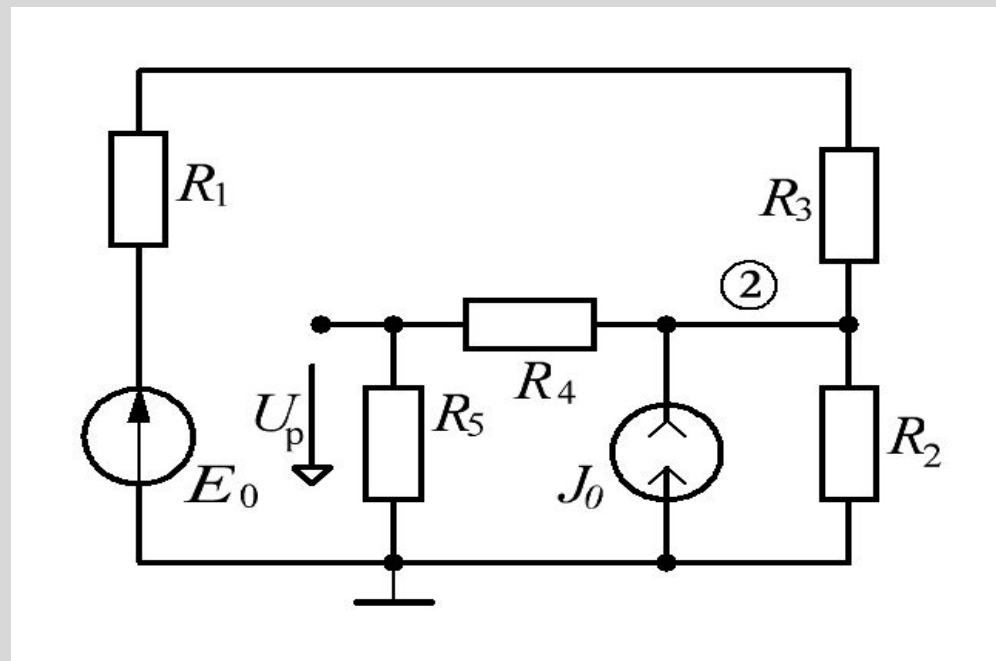 R₁
R₃
2
R₄
Uₚ
R₅
R₂
E₀
J₀